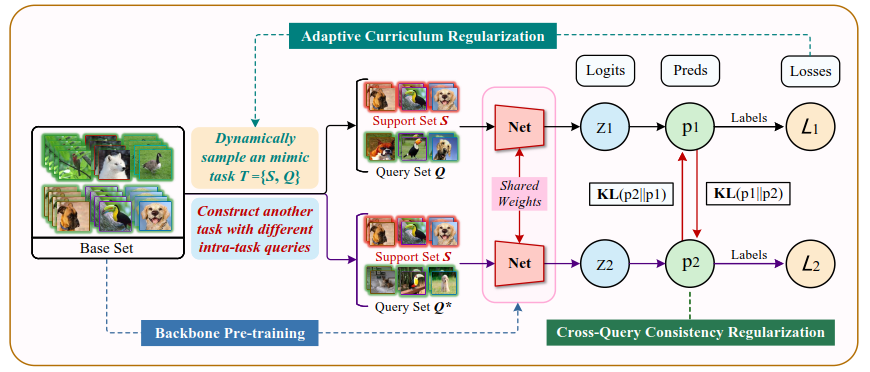 Adaptive Curriculum Regularization
Logits
Preds
Losses
Dynamically
sample an mimic
task T ={S, Q}
Support Set S
Query Set Q
Net
Z1
p1
Labels
L1
Base Set
Construct another
task with different
intra-task queries
Shared
Weights
KL(p2||p1)
KL(p1||p2)
Support Set S
Query Set Q*
Net
Z2
p2
Labels
L2
Backbone Pre-training
Cross-Query Consistency Regularization